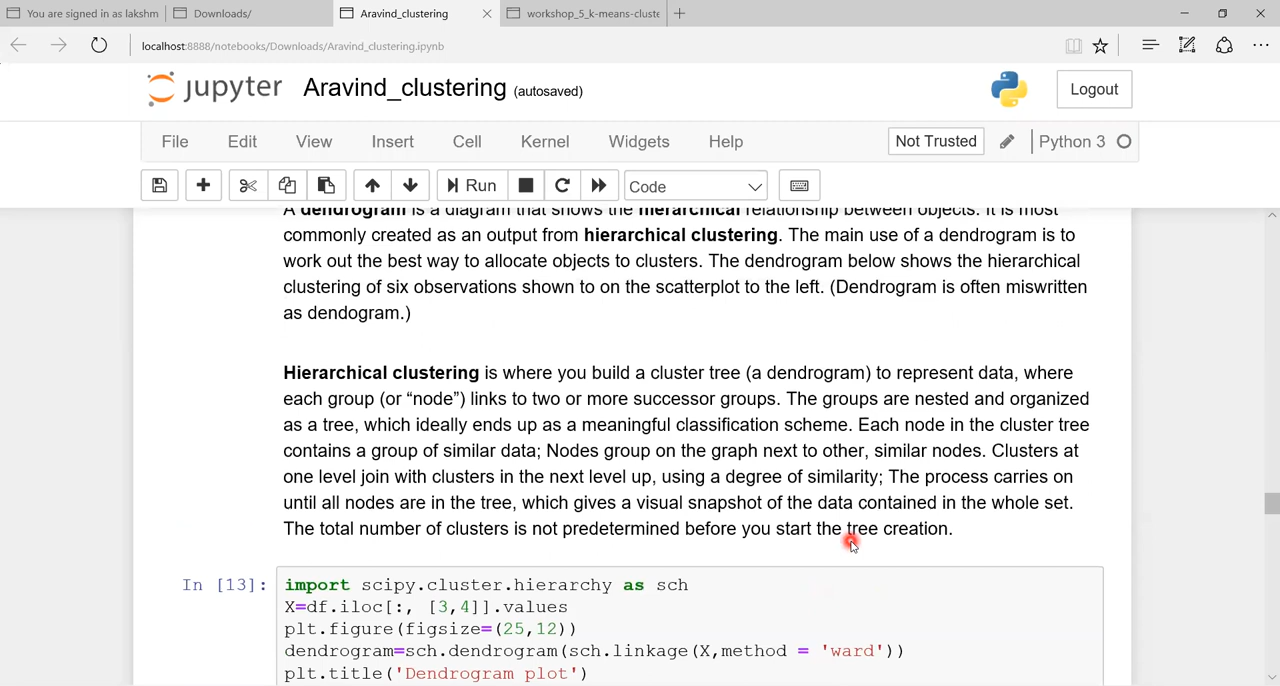 You are signed in as lakshm
Downloads/
Aravind_clustering
workshop_5_k-means-cluste
localhost:8888/notebooks/Downloads/Aravind_clustering.ipynb
jupyter Aravind_clustering (autosaved)
Logout
File Edit View Insert Cell Kernel Widgets Help
Not Trusted
Python 3
Run
Code
A dendrogram is a diagram that shows the hierarchical relationship between objects. It is most
commonly created as an output from hierarchical clustering. The main use of a dendrogram is to
work out the best way to allocate objects to clusters. The dendrogram below shows the hierarchical
clustering of six observations shown to on the scatterplot to the left. (Dendrogram is often miswritten
as dendogram.)
Hierarchical clustering is where you build a cluster tree (a dendrogram) to represent data, where
each group (or “node”) links to two or more successor groups. The groups are nested and organized
as a tree, which ideally ends up as a meaningful classification scheme. Each node in the cluster tree
contains a group of similar data; Nodes group on the graph next to other, similar nodes. Clusters at
one level join with clusters in the next level up, using a degree of similarity; The process carries on
until all nodes are in the tree, which gives a visual snapshot of the data contained in the whole set.
The total number of clusters is not predetermined before you start the tree creation.
In [13]:
import scipy.cluster.hierarchy as sch
X=df.iloc[:, [3,4]].values
plt.figure(figsize=(25,12))
dendrogram=sch.dendrogram(sch.linkage(X,method = 'ward'))
plt.title('Dendrogram plot')